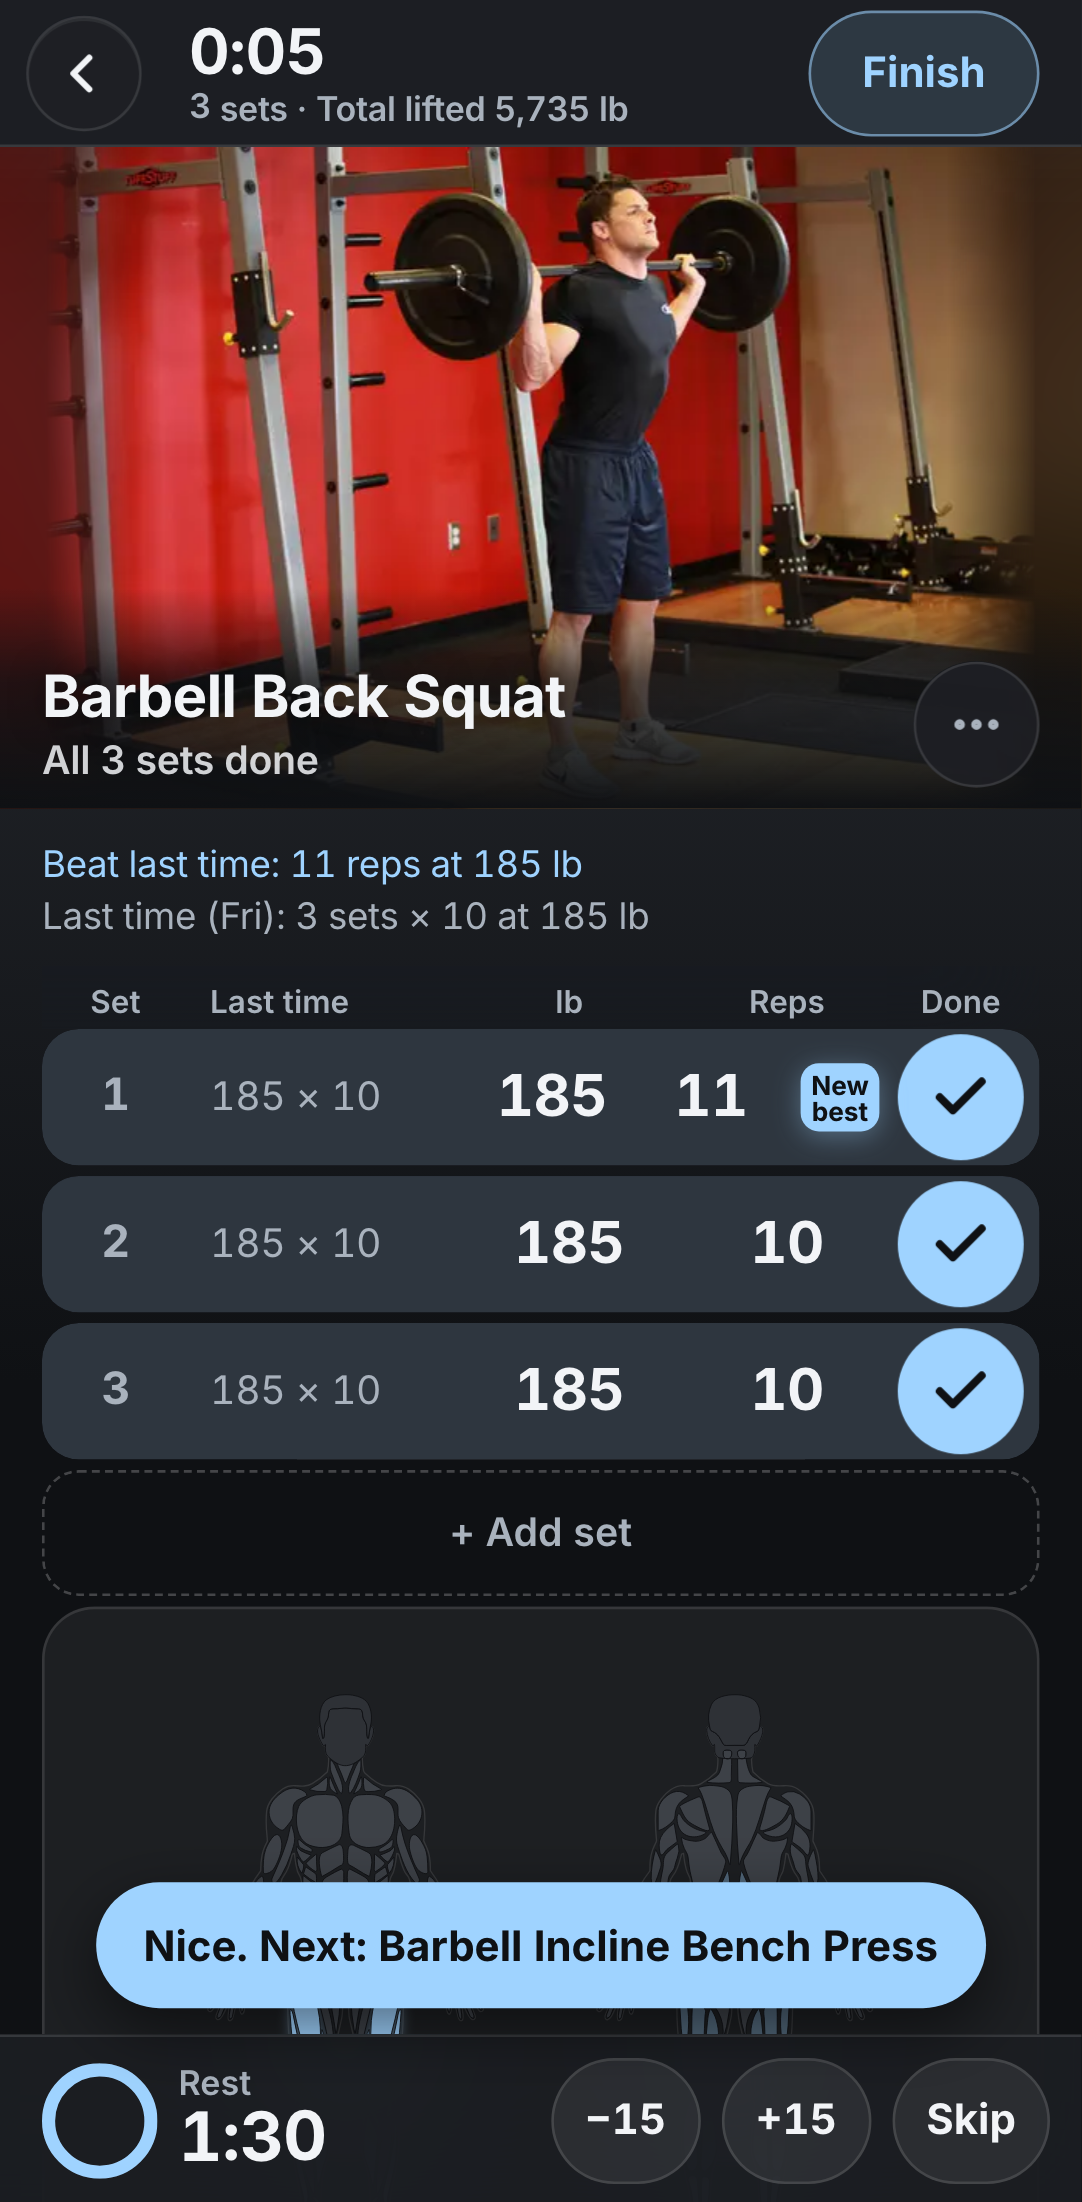 0:05
3 sets · Total lifted 5,735 lb
Finish
Barbell Back Squat
All 3 sets done
Beat last time: 11 reps at 185 lb
Last time (Fri): 3 sets × 10 at 185 lb
Set Last time lb Reps Done
1 185 × 10 185 11 New best
2 185 × 10 185 10
3 185 × 10 185 10
+ Add set
Nice. Next: Barbell Incline Bench Press
Rest
1:30
−15 +15 Skip